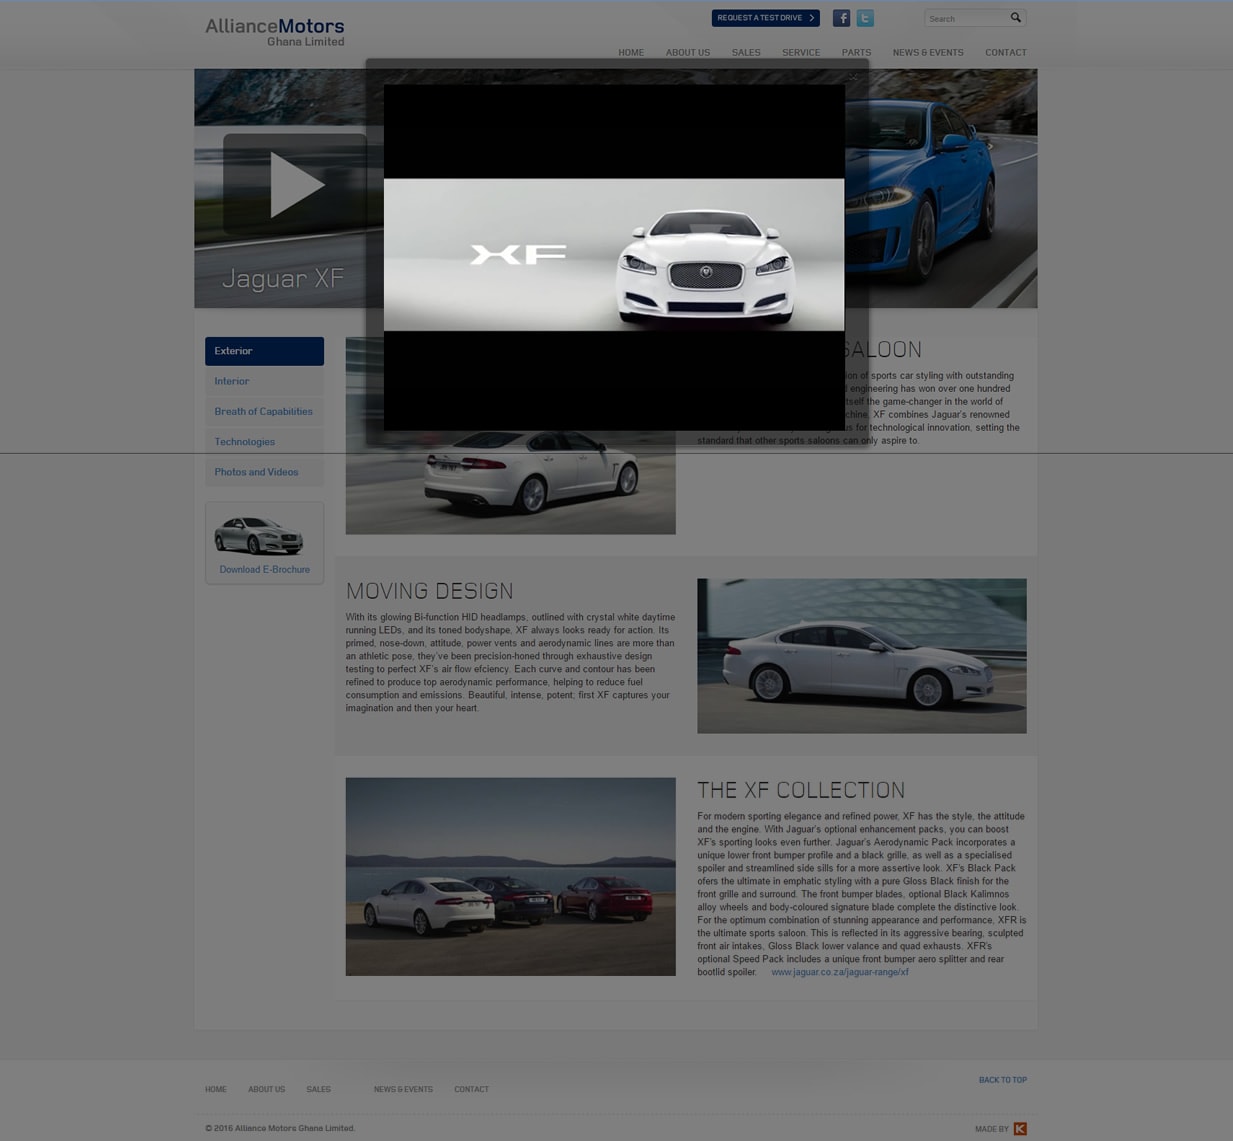 AllianceMotors
Ghana Limited
REQUEST A TEST DRIVE
Search
HOME ABOUT US SALES SERVICE PARTS NEWS & EVENTS CONTACT
Jaguar XF
XF
Exterior
Interior
Breath of Capabilities
Technologies
Photos and Videos
Download E-Brochure
SALOON
of sports car styling with outstanding
engineering has won over one hundred
the game-changer in the world of
XF combines Jaguar's renowned
for technological innovation, setting the
standard that other sports saloons can only aspire to.
MOVING DESIGN
With its glowing Bi-function HID headlamps, outlined with crystal white daytime
running LEDs, and its toned bodyshape, XF always looks ready for action. Its
primed, nose-down, attitude, power vents and aerodynamic lines are more than
an athletic pose, they've been precision-honed through exhaustive design
testing to perfect XF's air flow efciency. Each curve and contour has been
refined to produce top aerodynamic performance, helping to reduce fuel
consumption and emissions. Beautiful, intense, potent; first XF captures your
imagination and then your heart.
THE XF COLLECTION
For modern sporting elegance and refined power, XF has the style, the attitude
and the engine. With Jaguar's optional enhancement packs, you can boost
XF's sporting looks even further. Jaguar's Aerodynamic Pack incorporates a
unique lower front bumper profile and a black grille, as well as a specialised
spoiler and streamlined side sills for a more assertive look. XF's Black Pack
ofers the ultimate in emphatic styling with a pure Gloss Black finish for the
front grille and surround. The front bumper blades, optional Black Kalimnos
alloy wheels and body-coloured signature blade complete the distinctive look.
For the optimum combination of stunning appearance and performance, XFR is
the ultimate sports saloon. This is reflected in its aggressive bearing, sculpted
front air intakes, Gloss Black lower valance and quad exhausts. XFR's
optional Speed Pack includes a unique front bumper aero splitter and rear
bootlid spoiler. www.jaguar.co.za/jaguar-range/xf
HOME ABOUT US SALES NEWS & EVENTS CONTACT
BACK TO TOP
© 2016 Alliance Motors Ghana Limited.
MADE BY K